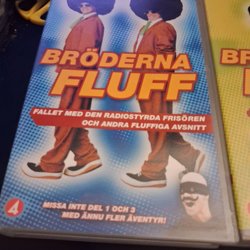 BRÖDERNA
FLUFF
FALLET MED DEN RADIOSTYRDA FRISÖREN
OCH ANDRA FLUFFIGA AVSNITT
4
MISSA INTE DEL 1 OCH 3
MED ÄNNU FLER ÄVENTYR!